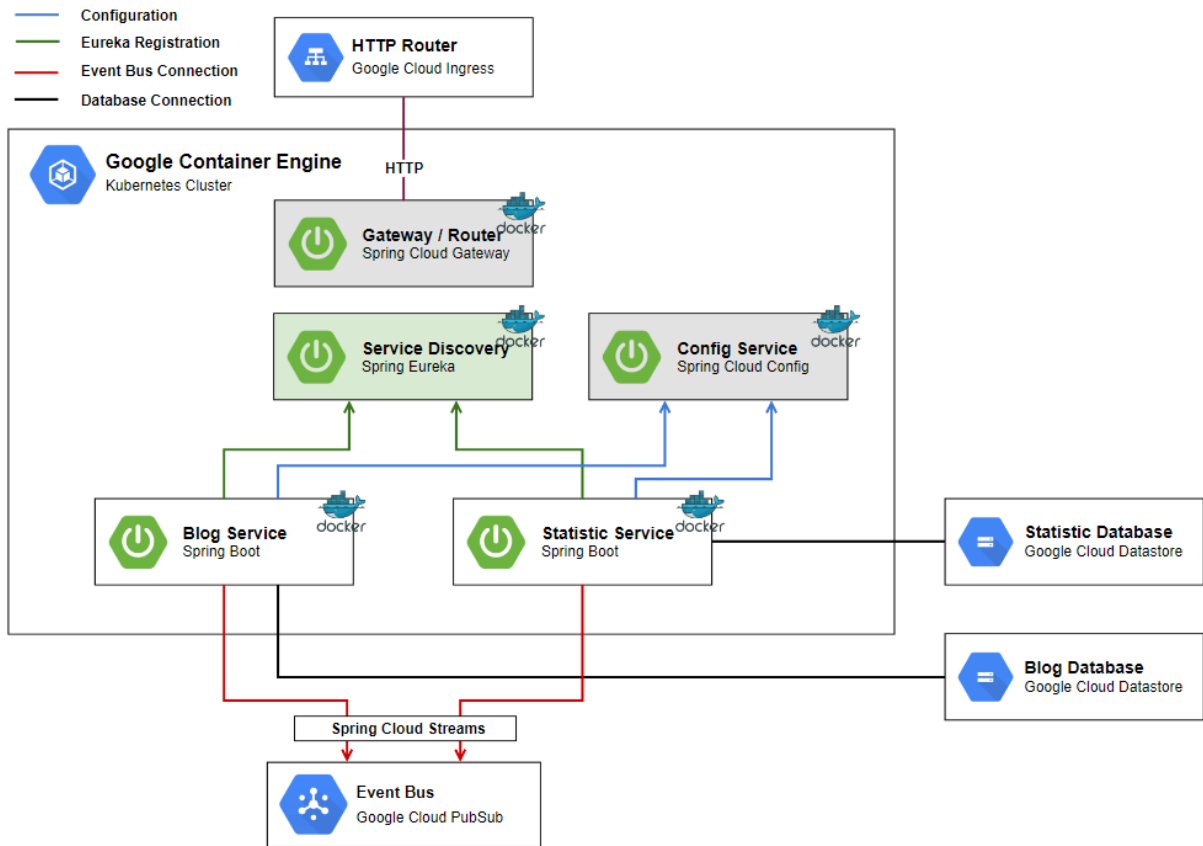 Configuration
Eureka Registration
Event Bus Connection
Database Connection
HTTP Router
Google Cloud Ingress
Google Container Engine
Kubernetes Cluster
HTTP
docker
Gateway / Router
Spring Cloud Gateway
docker
Service Discovery
Spring Eureka
docker
Config Service
Spring Cloud Config
docker
Blog Service
Spring Boot
docker
Statistic Service
Spring Boot
Statistic Database
Google Cloud Datastore
Blog Database
Google Cloud Datastore
Spring Cloud Streams
Event Bus
Google Cloud PubSub